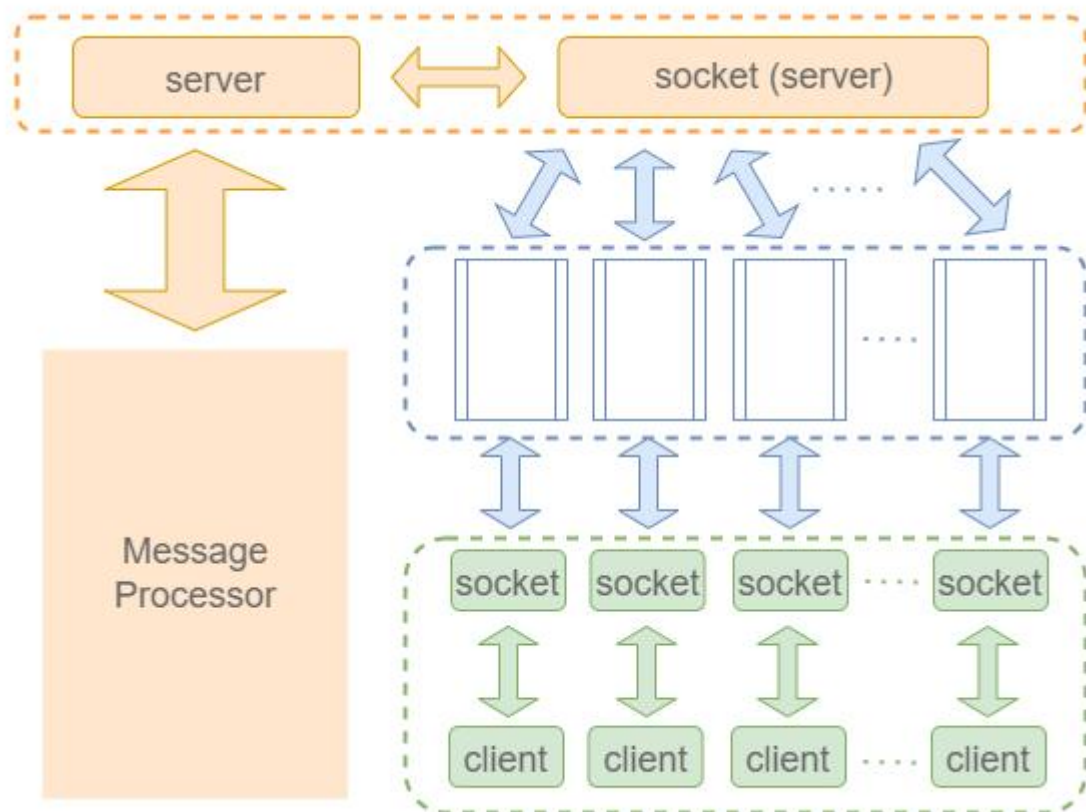 server
socket (server)
Message
Processor
socket
socket
socket
socket
client
client
client
client